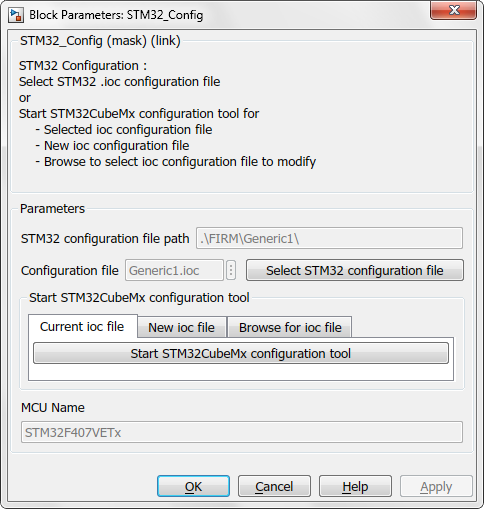 Block Parameters: STM32_Config
STM32_Config (mask) (link)
STM32 Configuration :
Select STM32 .ioc configuration file
or
Start STM32CubeMx configuration tool for
- Selected ioc configuration file
- New ioc configuration file
- Browse to select ioc configuration file to modify
Parameters
STM32 configuration file path .\FIRM\Generic1\
Configuration file Generic1.ioc Select STM32 configuration file
Start STM32CubeMx configuration tool
Current ioc file New ioc file Browse for ioc file
Start STM32CubeMx configuration tool
MCU Name
STM32F407VETx
OK Cancel Help Apply